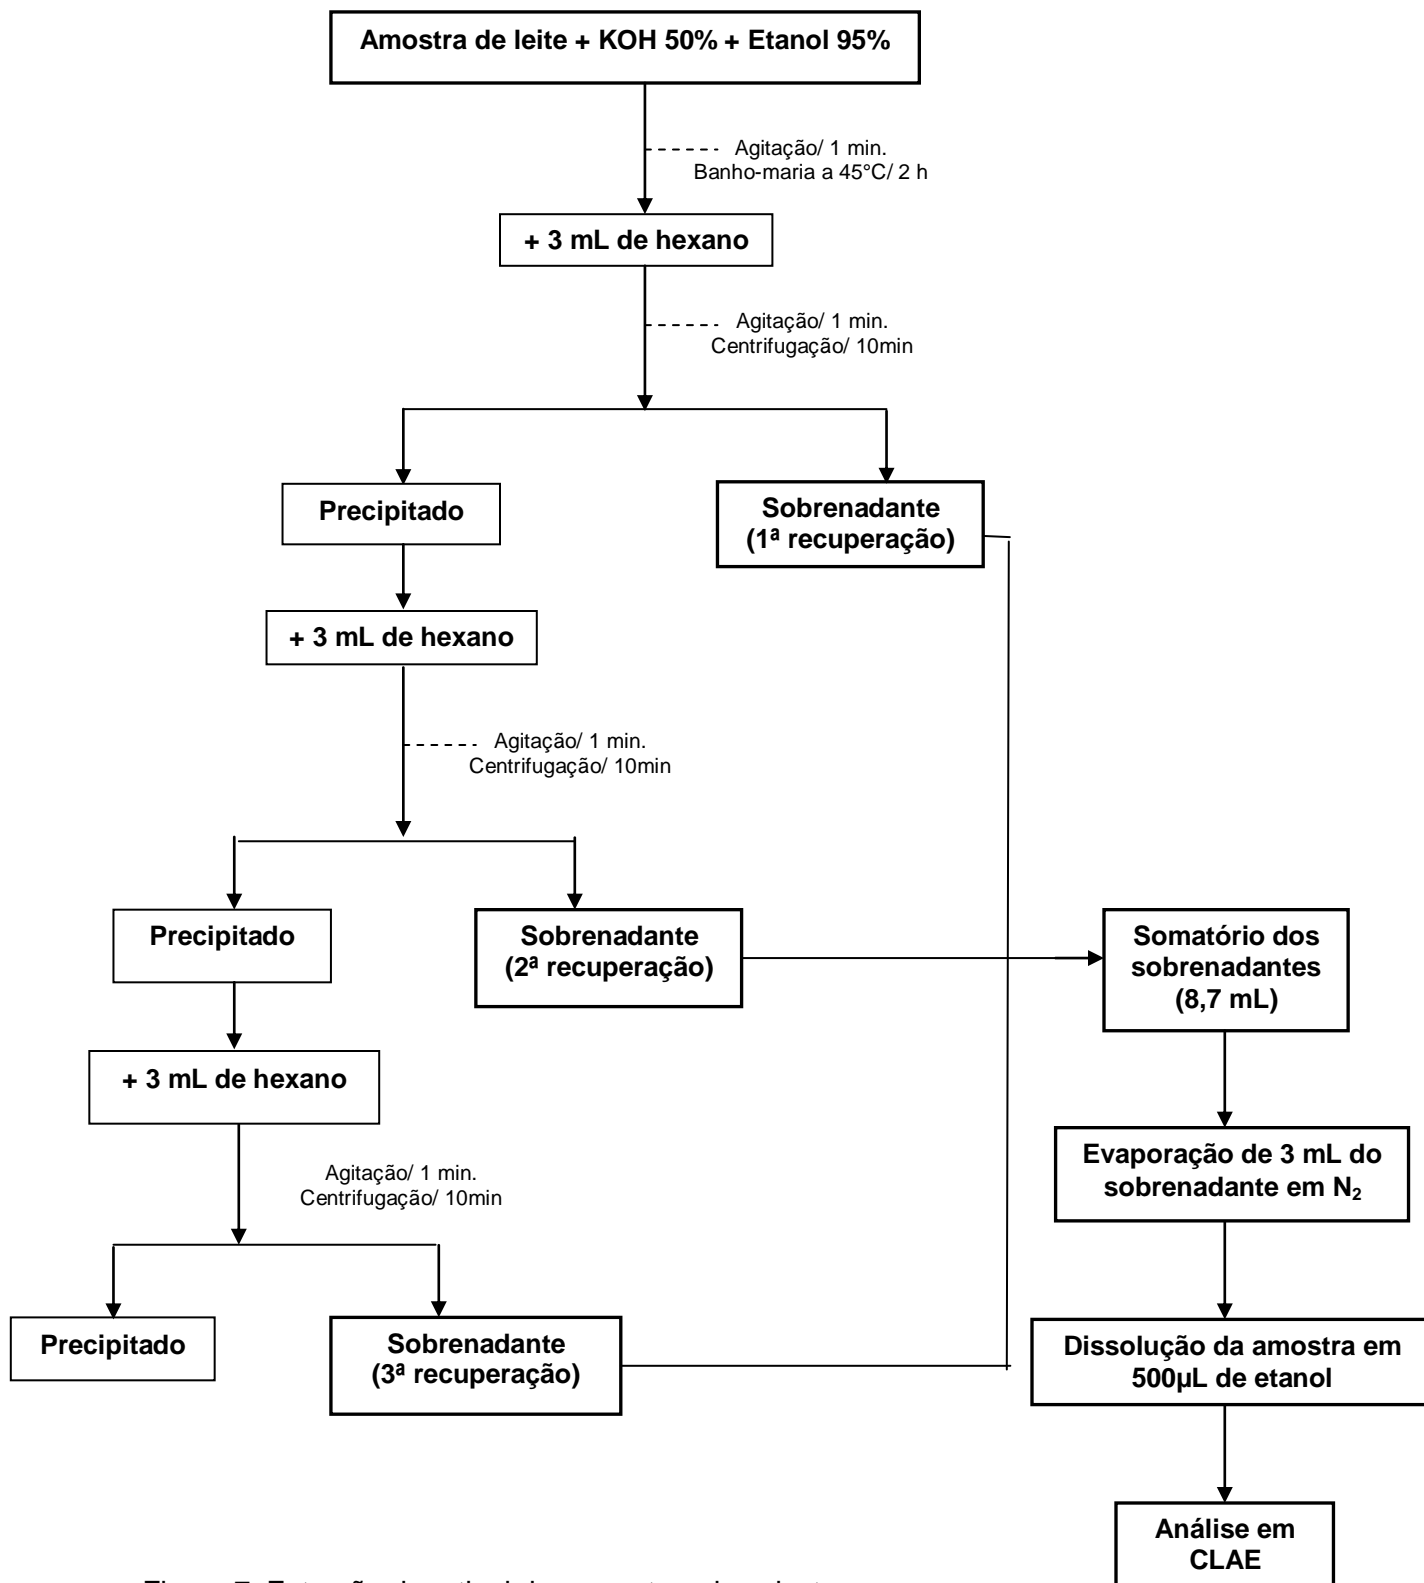 Amostra de leite + KOH 50% + Etanol 95%
Agitação/ 1 min.
Banho-maria a 45°C/ 2 h
+ 3 mL de hexano
Agitação/ 1 min.
Centrifugação/ 10min
Precipitado
Sobrenadante
(1ª recuperação)
+ 3 mL de hexano
Agitação/ 1 min.
Centrifugação/ 10min
Precipitado
Sobrenadante
(2ª recuperação)
Somatório dos
sobrenadantes
(8,7 mL)
+ 3 mL de hexano
Evaporação de 3 mL do
sobrenadante em N₂
Agitação/ 1 min.
Centrifugação/ 10min
Precipitado
Sobrenadante
(3ª recuperação)
Dissolução da amostra em
500µL de etanol
Análise em
CLAE